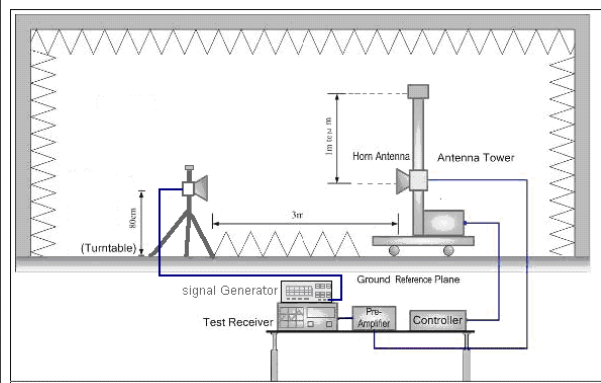 1m to 4 m
Horn Antenna
Antenna Tower
80cm
3m
(Turntable)
Ground Reference Plane
signal Generator
Test Receiver
Pre-
Amplifier
Controller